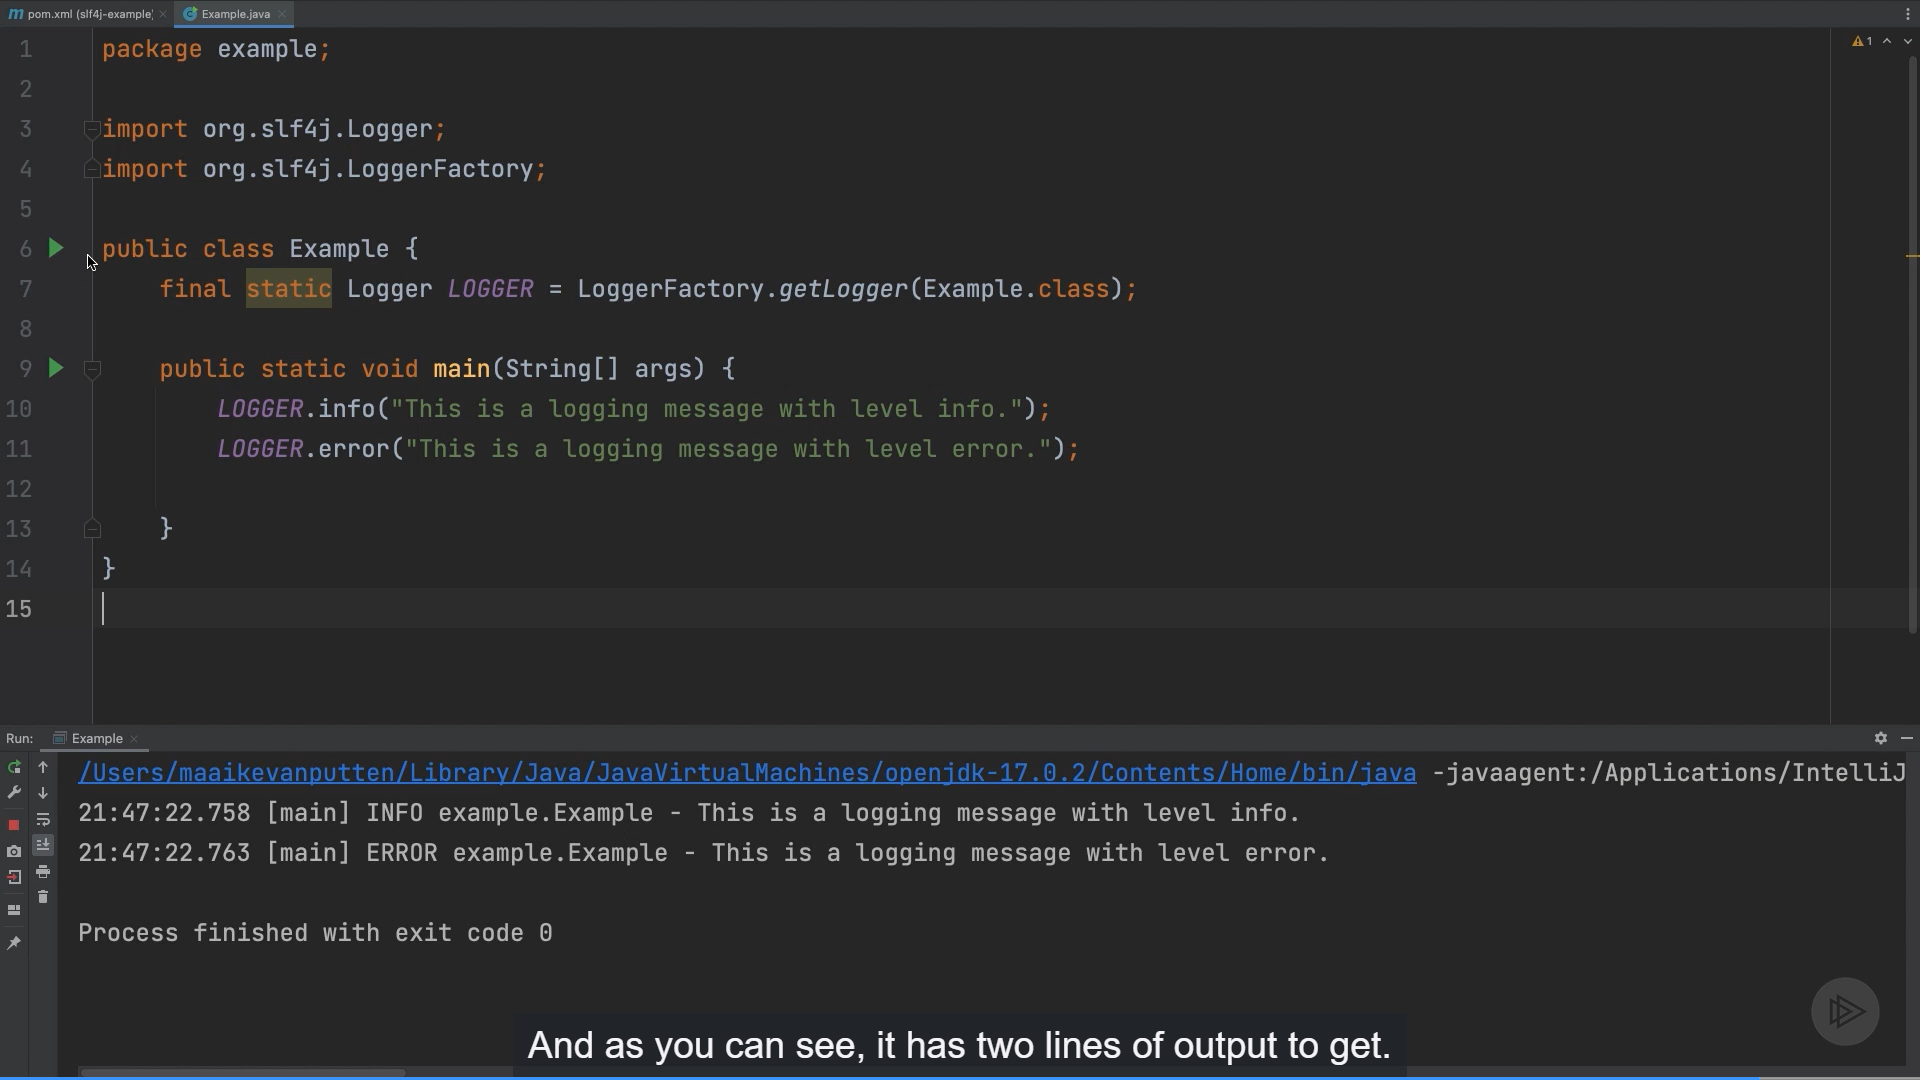 pom.xml (slf4j-example)
Example.java
1
1 package example;
2
3 import org.slf4j.Logger;
4 import org.slf4j.LoggerFactory;
5
6 public class Example {
7 final static Logger LOGGER = LoggerFactory.getLogger(Example.class);
8
9 public static void main(String[] args) {
10 LOGGER.info("This is a logging message with level info.");
11 LOGGER.error("This is a logging message with level error.");
12
13 }
14 }
15
Run: Example
/Users/maaikevanputten/Library/Java/JavaVirtualMachines/openjdk-17.0.2/Contents/Home/bin/java -javaagent:/Applications/IntelliJ
21:47:22.758 [main] INFO example.Example - This is a logging message with level info.
21:47:22.763 [main] ERROR example.Example - This is a logging message with level error.
Process finished with exit code 0
And as you can see, it has two lines of output to get.